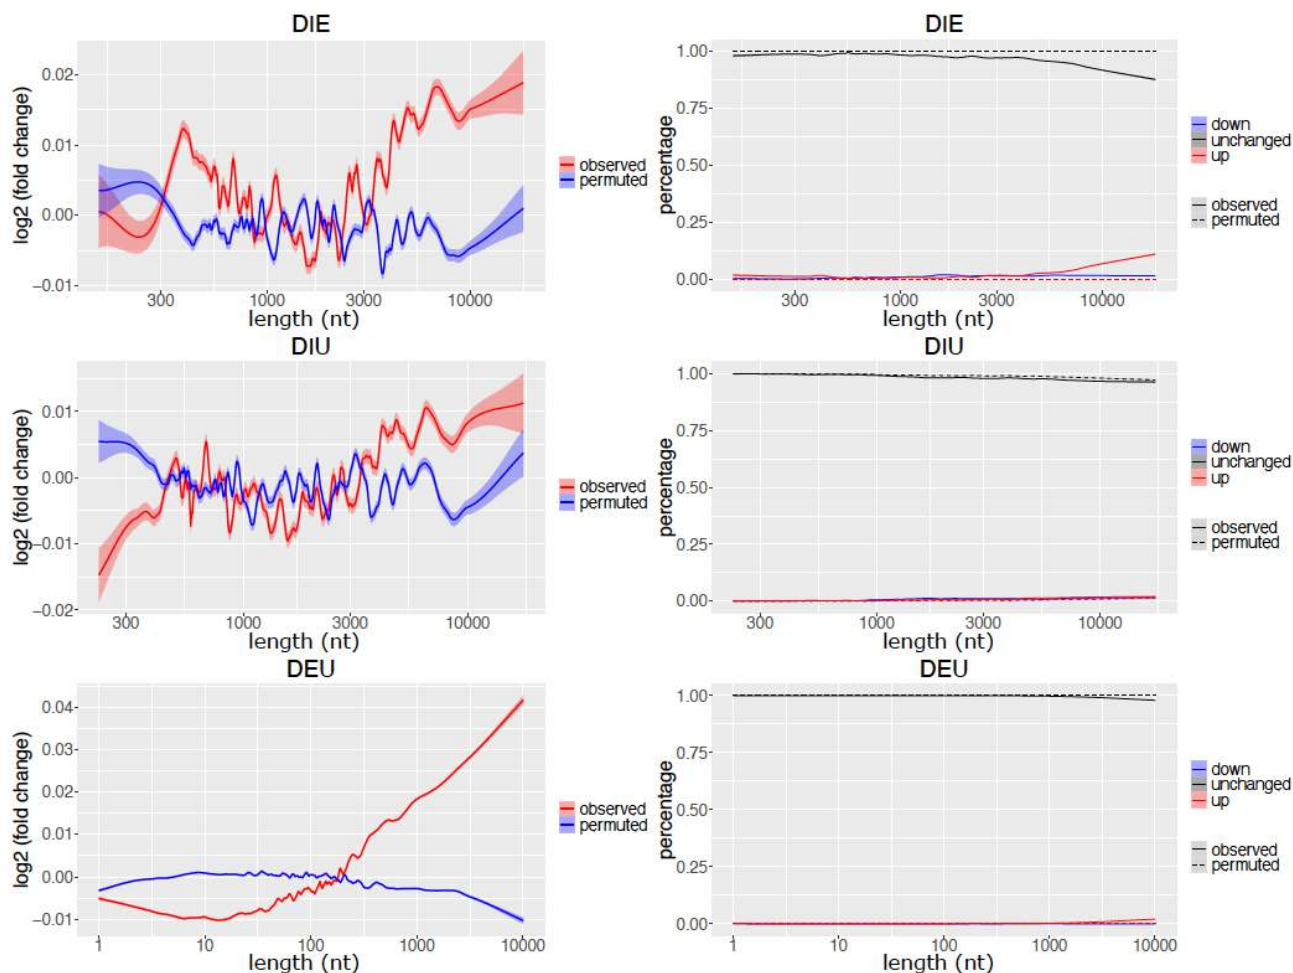 DIE
log2 (fold change)
0.02
0.01
0.00
−0.01
300
1000
3000
10000
length (nt)
observed
permuted
DIE
percentage
1.00
0.75
0.50
0.25
0.00
300
1000
3000
10000
length (nt)
down
unchanged
up
observed
permuted
DIU
log2 (fold change)
0.01
0.00
−0.01
−0.02
300
1000
3000
10000
length (nt)
observed
permuted
DIU
percentage
1.00
0.75
0.50
0.25
0.00
300
1000
3000
10000
length (nt)
down
unchanged
up
observed
permuted
DEU
log2 (fold change)
0.04
0.03
0.02
0.01
0.00
−0.01
1
10
100
1000
10000
length (nt)
observed
permuted
DEU
percentage
1.00
0.75
0.50
0.25
0.00
1
10
100
1000
10000
length (nt)
down
unchanged
up
observed
permuted